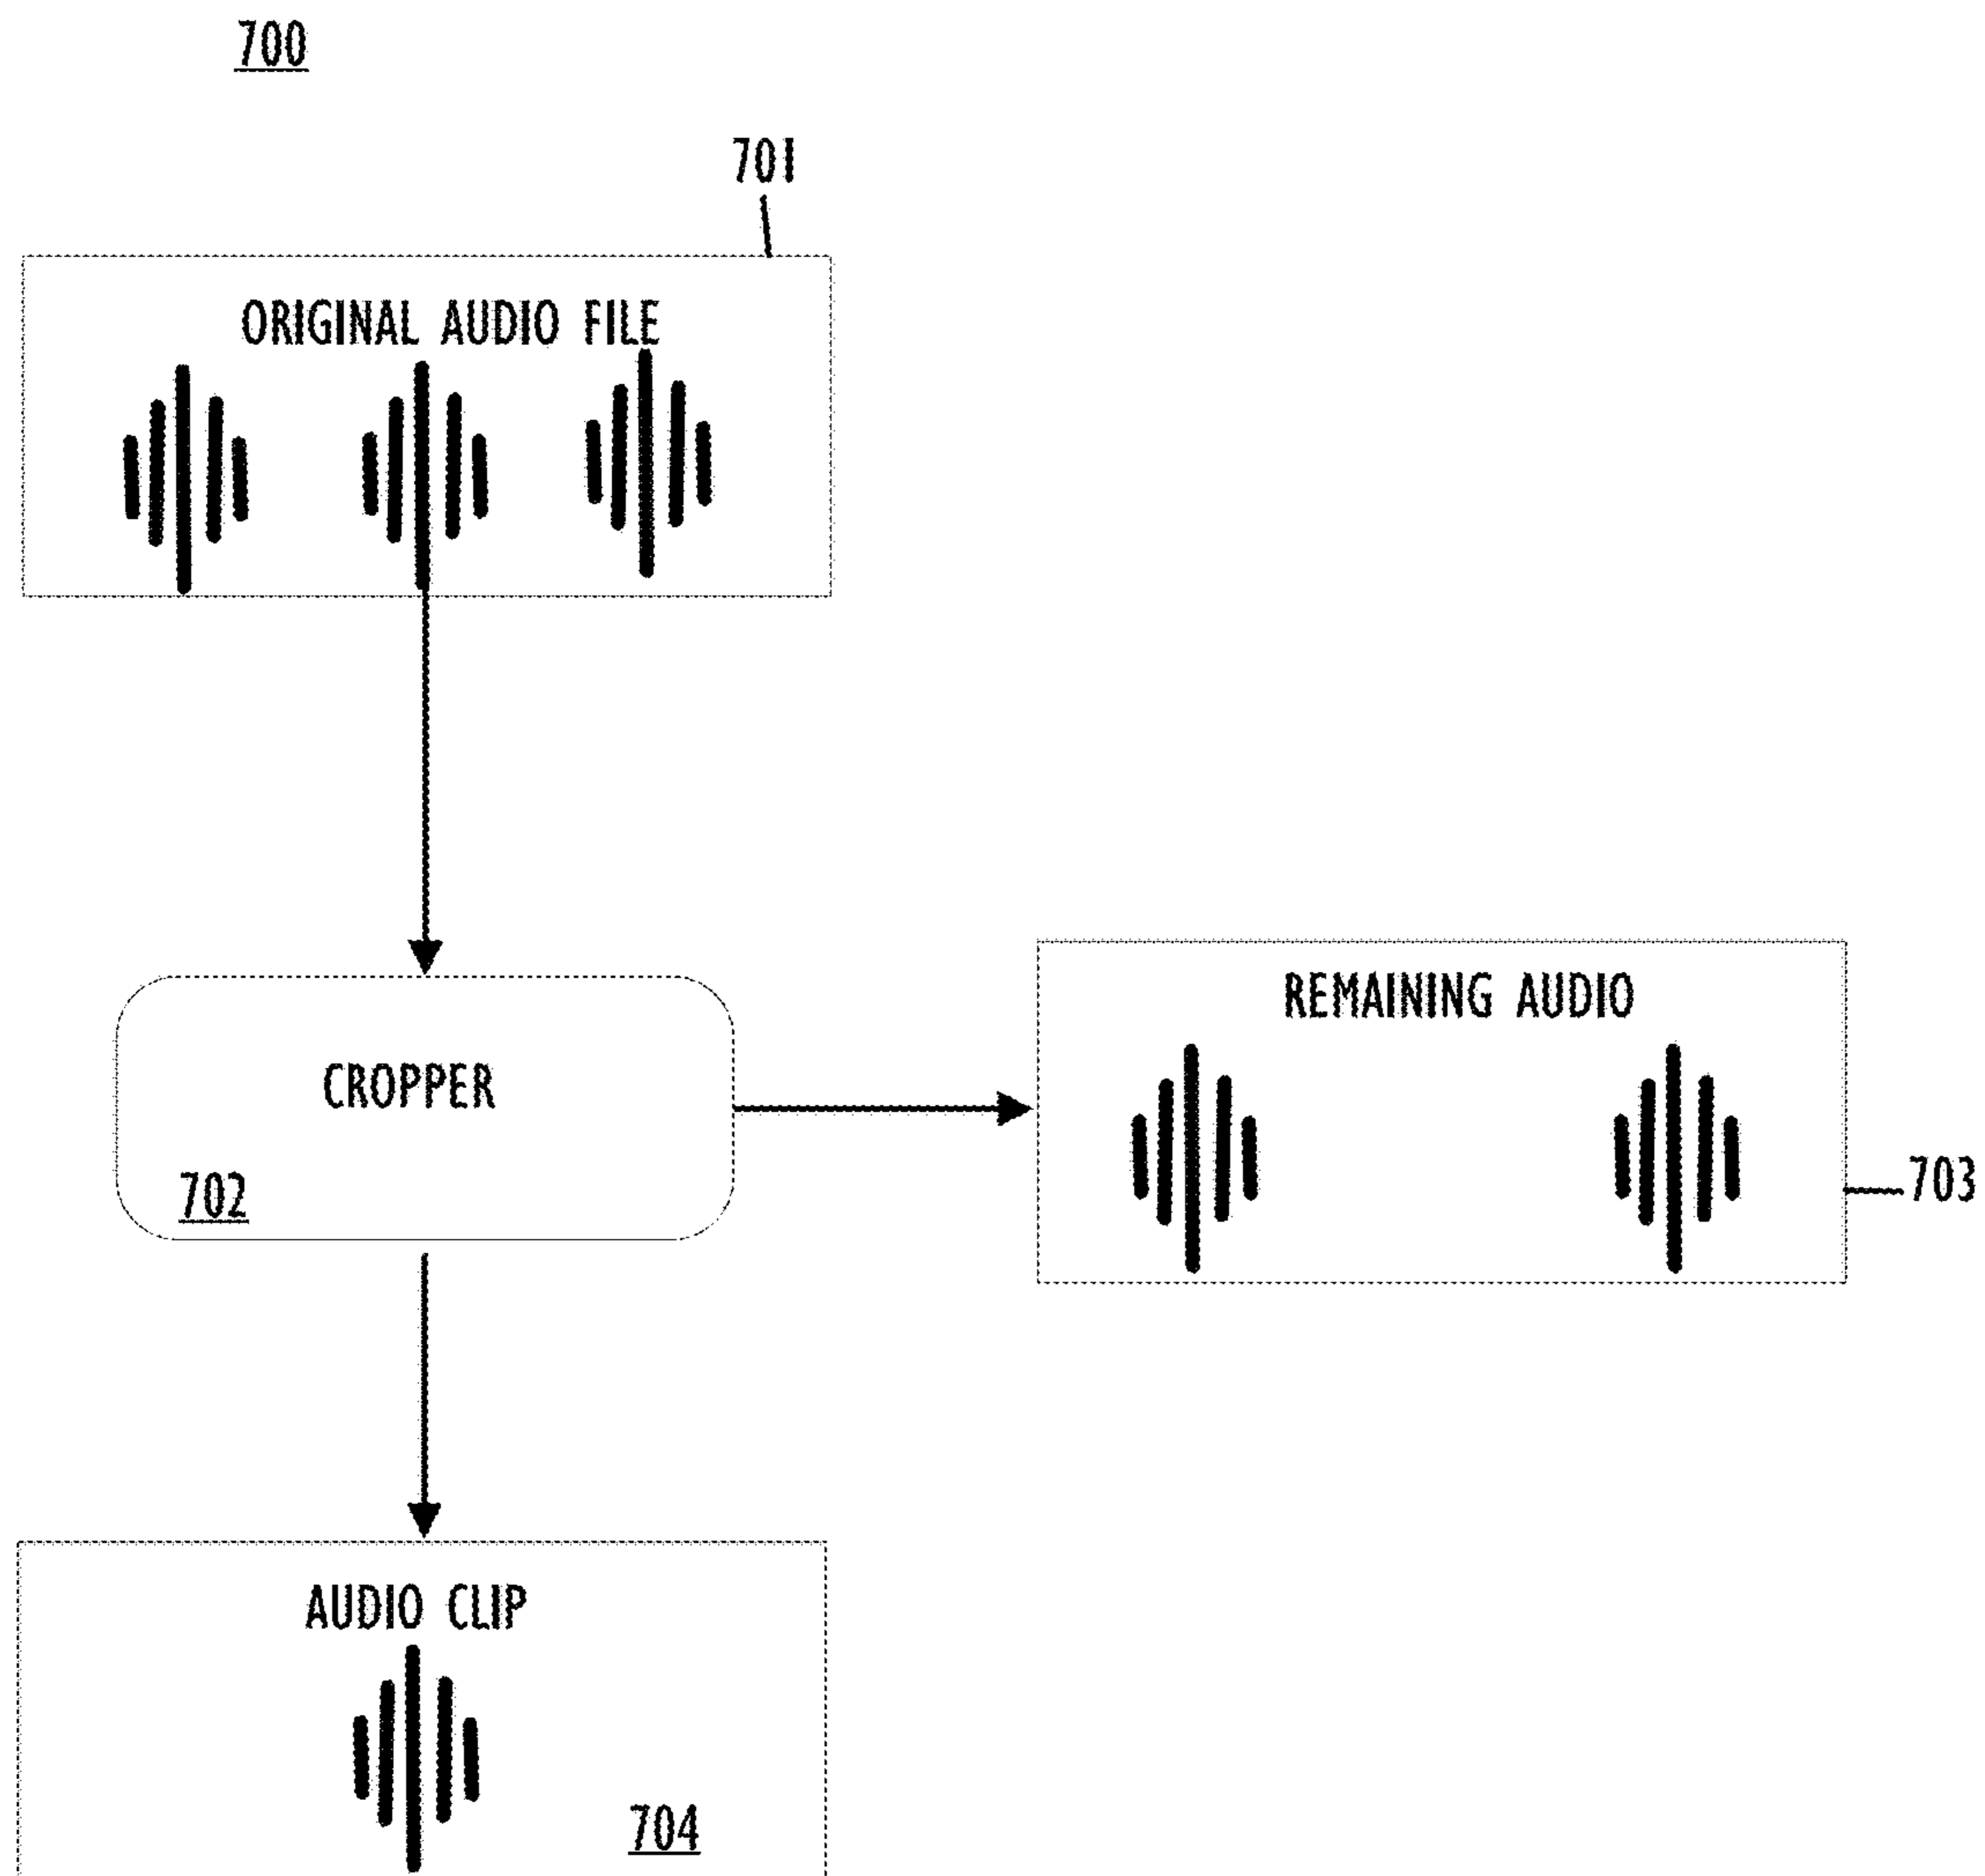 700
701
ORIGINAL AUDIO FILE
CROPPER
702
REMAINING AUDIO
703
AUDIO CLIP
704